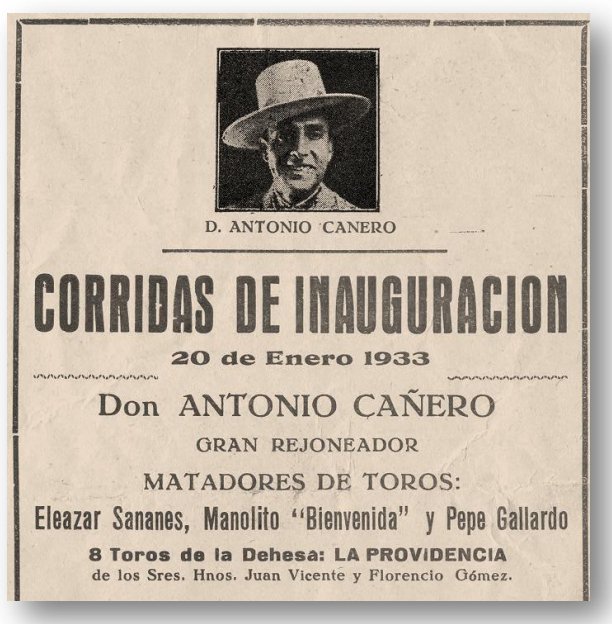 D. ANTONIO CANERO
CORRIDAS DE INAUGURACION
20 de Enero 1933
Don ANTONIO CAÑERO
GRAN REJONEADOR
MATADORES DE TOROS:
Eleazar Sananes, Manolito "Bienvenida" y Pepe Gallardo
8 Toros de la Dehesa: LA PROVIDENCIA
de los Sres. Hnos. Juan Vicente y Florencio Gómez.